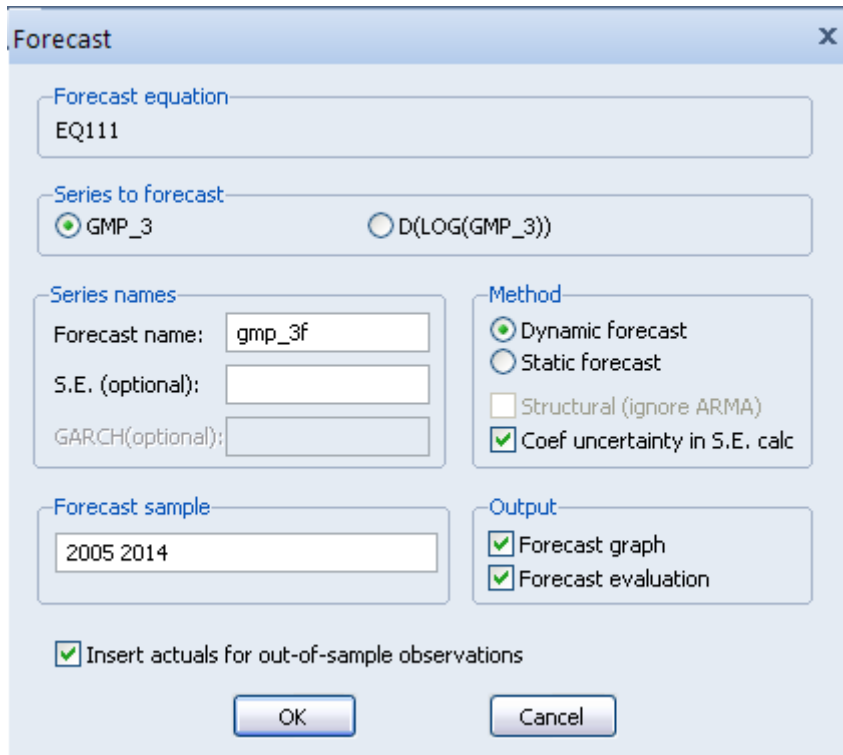 Forecast
Forecast equation
EQ111
Series to forecast
GMP_3
D(LOG(GMP_3))
Series names
Forecast name: gmp_3f
S.E. (optional):
GARCH(optional):
Method
Dynamic forecast
Static forecast
Structural (ignore ARMA)
Coef uncertainty in S.E. calc
Forecast sample
2005 2014
Output
Forecast graph
Forecast evaluation
Insert actuals for out-of-sample observations
OK
Cancel